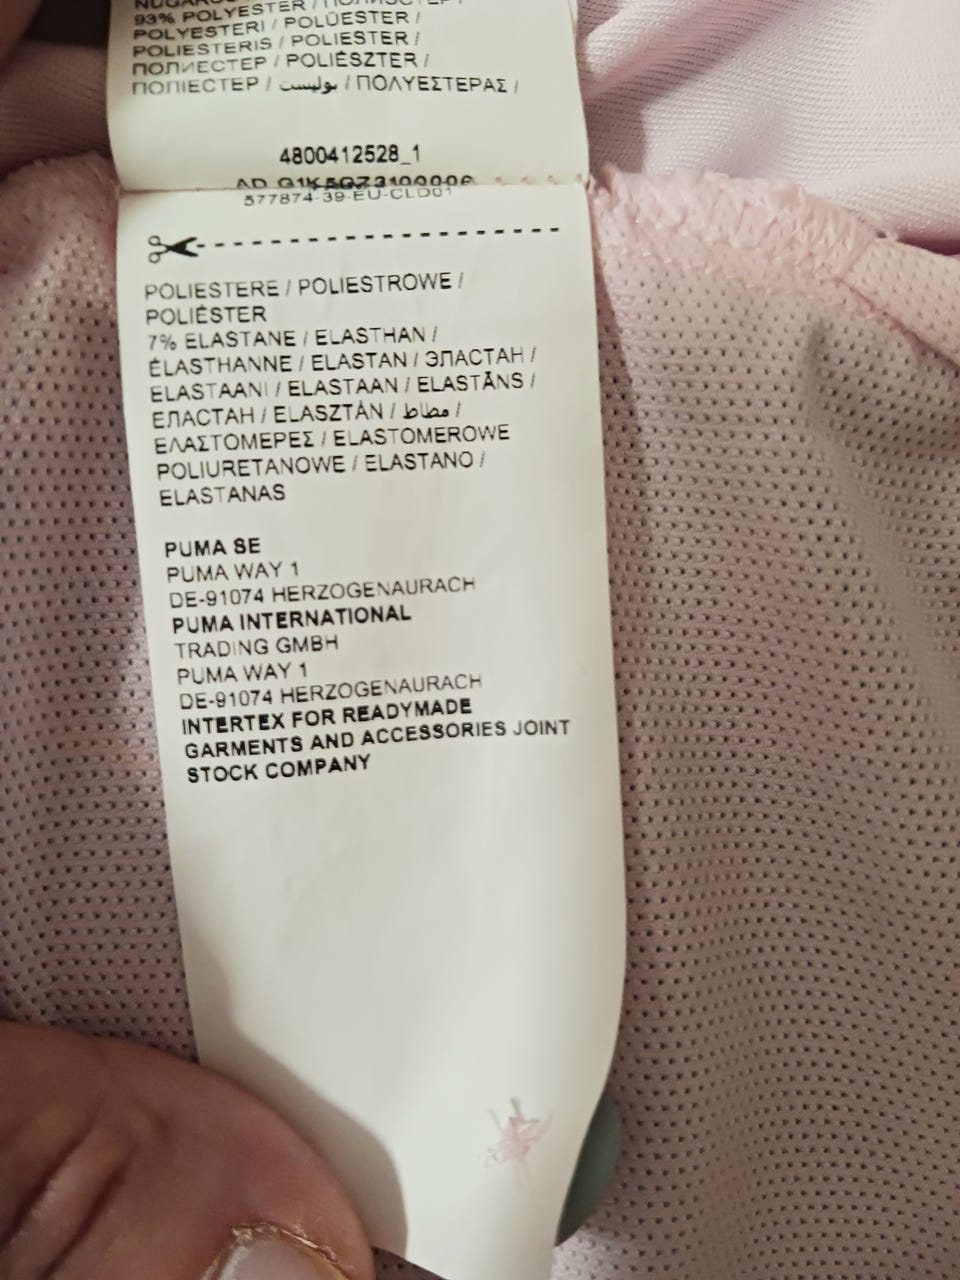 93% POLYESTER / ПОЛИЭСТЕР /
POLYESTERI / POLÜESTER /
POLIESTERIS / POLIESTER /
ПОЛИЕСТЕР / POLIÉSZTER /
ПОЛІЕСТЕР / بوليستر / ΠΟΛΥΕΣΤΕΡΑΣ /
4800412528_1
577874-39-EU-CLD01
POLIESTERE / POLIESTROWE /
POLIÉSTER
7% ELASTANE / ELASTHAN /
ÉLASTHANNE / ELASTAN / ЭЛАСТАН /
ELASTAANI / ELASTAAN / ELASTĀNS /
ЕЛАСТАН / ELASZTÁN / مطاط /
ΕΛΑΣΤΟΜΕΡΕΣ / ELASTOMEROWE
POLIURETANOWE / ELASTANO /
ELASTANAS
PUMA SE
PUMA WAY 1
DE-91074 HERZOGENAURACH
PUMA INTERNATIONAL
TRADING GMBH
PUMA WAY 1
DE-91074 HERZOGENAURACH
INTERTEX FOR READYMADE
GARMENTS AND ACCESSORIES JOINT
STOCK COMPANY